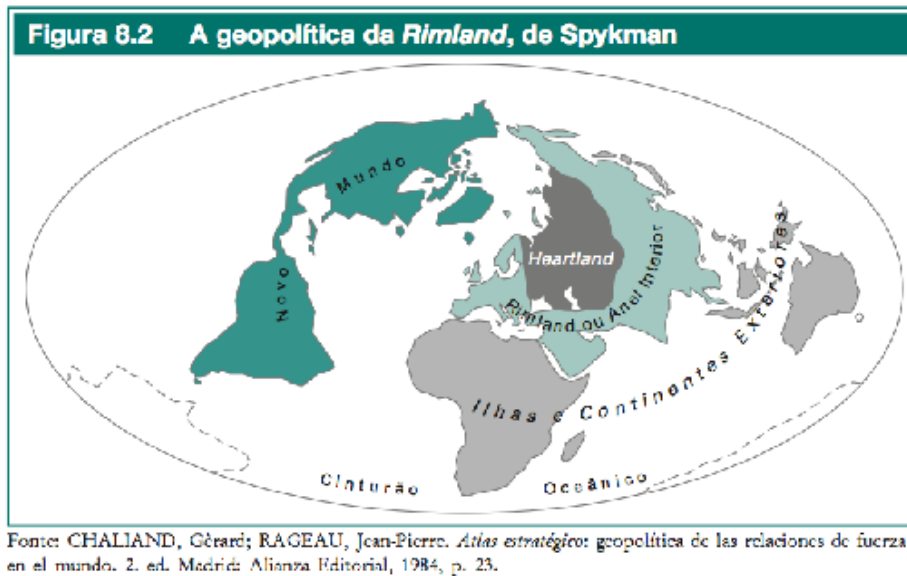 Figura 8.2 A geopolítica da Rimland, de Spykman
Mundo
Novo
Heartland
Rimland ou Anel Interior
Ilhas e Continentes Exteriores
Cinturão Oceânico
Fonte: CHALIAND, Gèrard; RAGEAU, Jean-Pierre. Atlas estratégico: geopolítica de las relaciones de fuerza
en el mundo. 2. ed. Madrid: Alianza Editorial, 1984, p. 23.